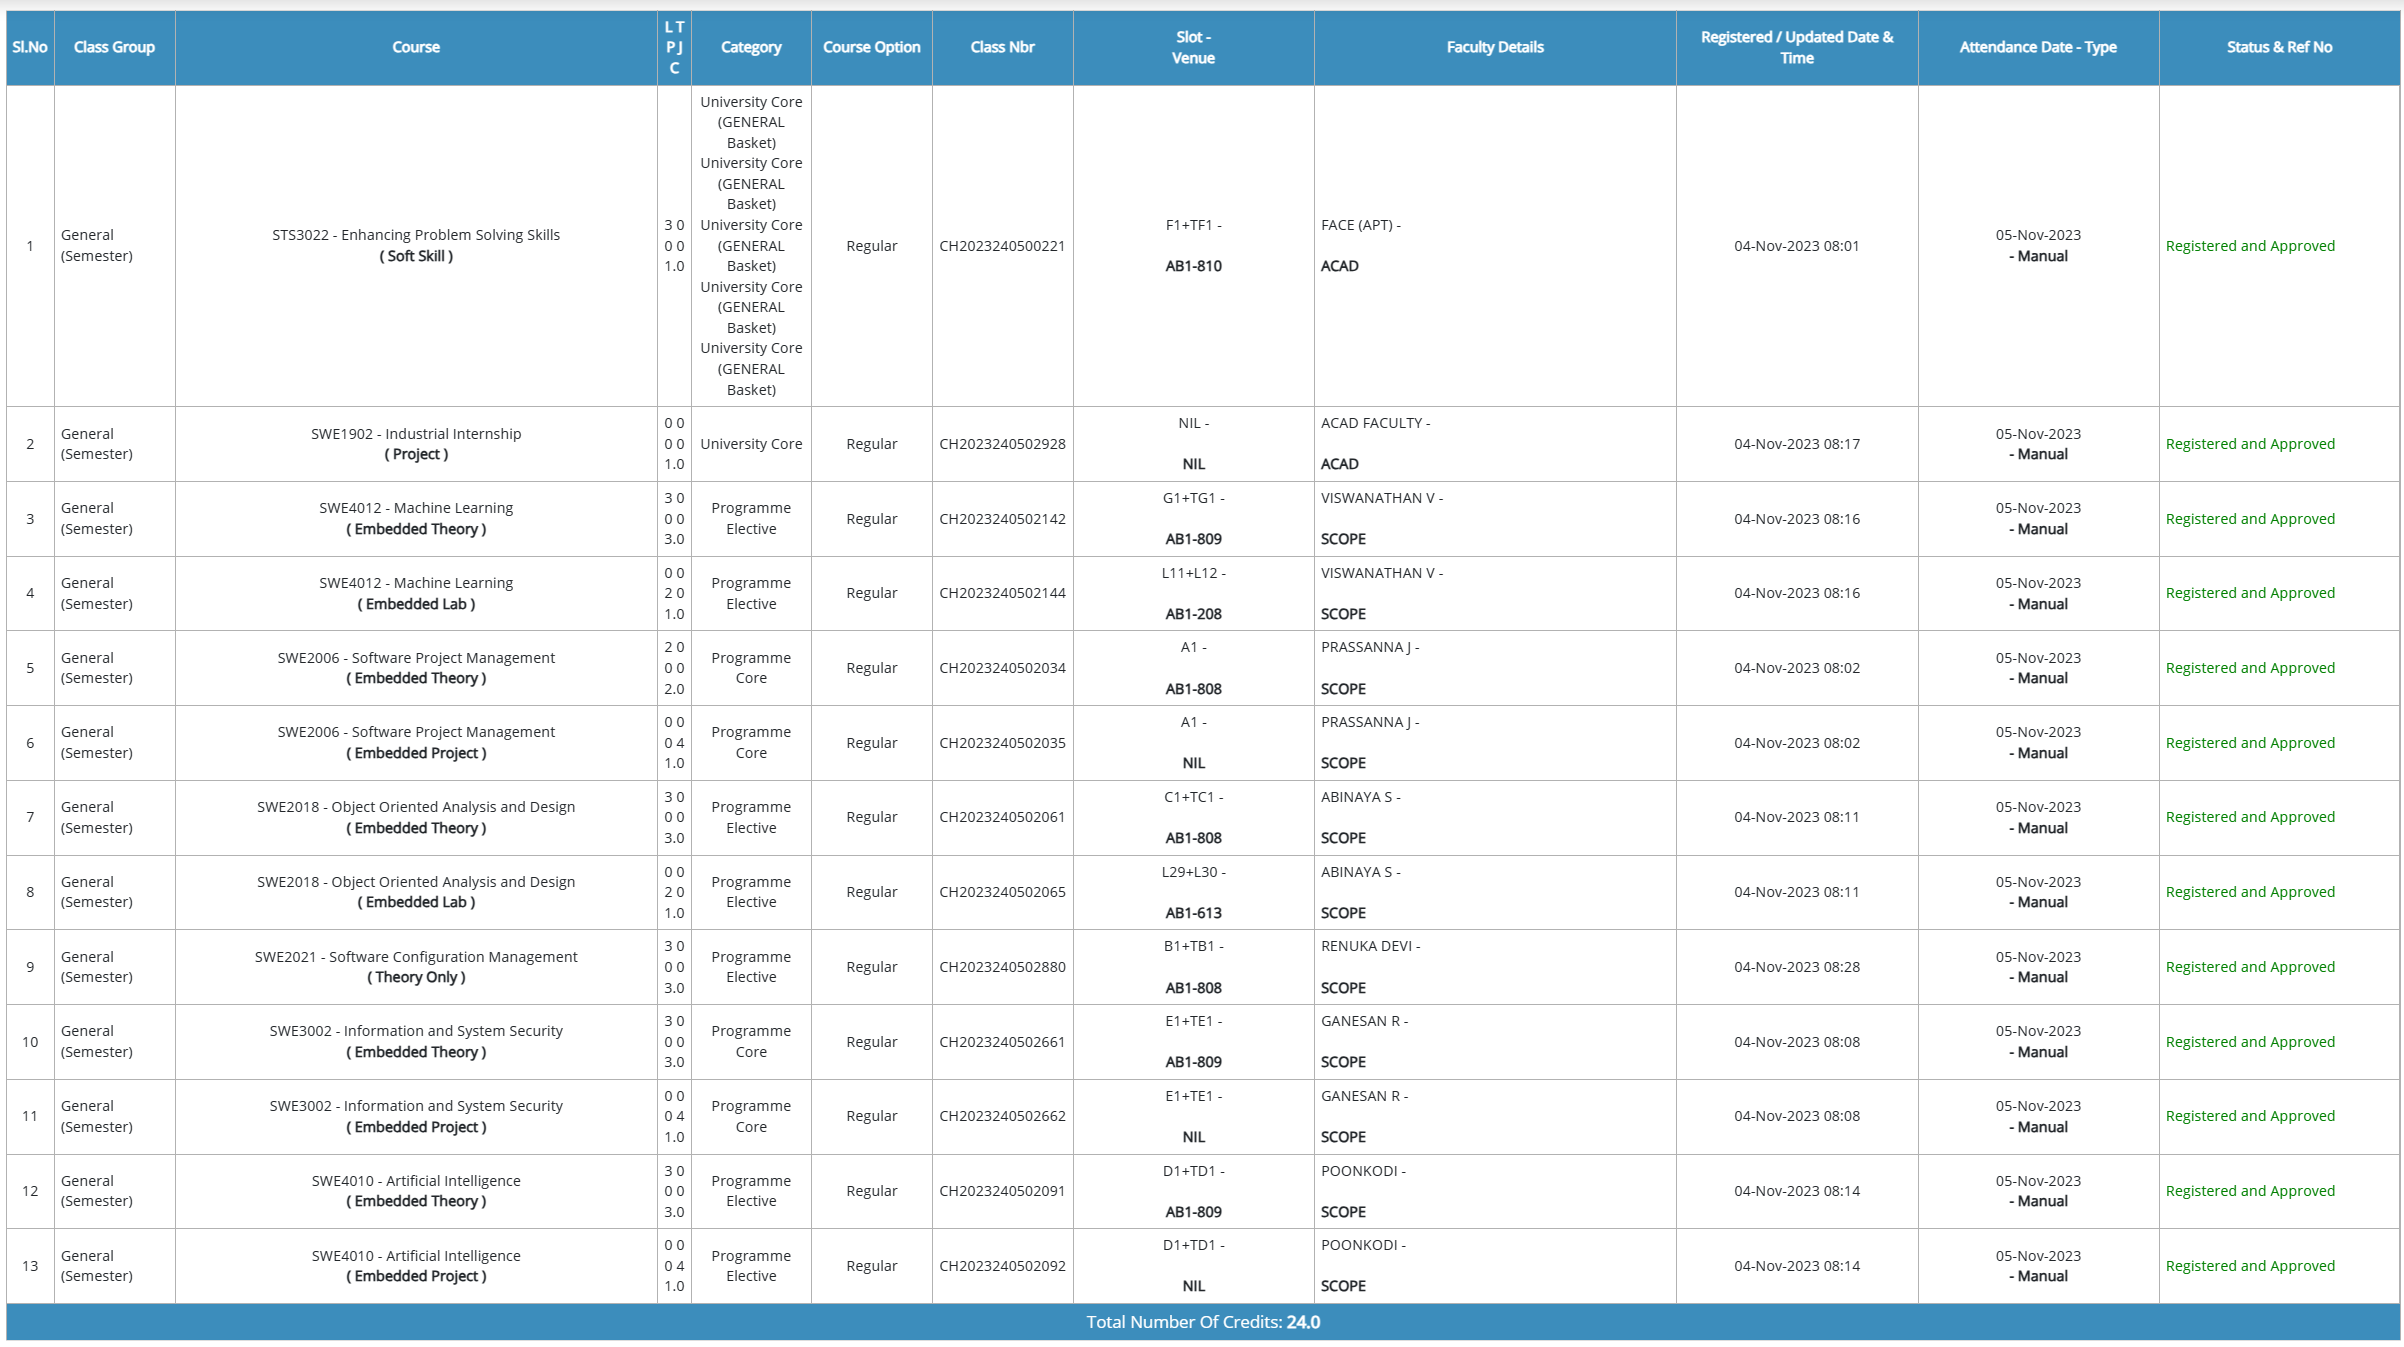 Sl.No
Class Group
Course
L T
P J
C
Category
Course Option
Class Nbr
Slot -
Venue
Faculty Details
Registered / Updated Date &
Time
Attendance Date - Type
Status & Ref No
1
General
(Semester)
STS3022 - Enhancing Problem Solving Skills
( Soft Skill )
3 0
0 0
1.0
University Core
(GENERAL
Basket)
University Core
(GENERAL
Basket)
University Core
(GENERAL
Basket)
University Core
(GENERAL
Basket)
University Core
(GENERAL
Basket)
Regular
CH2023240500221
F1+TF1 -
AB1-810
FACE (APT) -
ACAD
04-Nov-2023 08:01
05-Nov-2023
- Manual
Registered and Approved
2
General
(Semester)
SWE1902 - Industrial Internship
( Project )
0 0
0 0
1.0
University Core
Regular
CH2023240502928
NIL -
NIL
ACAD FACULTY -
ACAD
04-Nov-2023 08:17
05-Nov-2023
- Manual
Registered and Approved
3
General
(Semester)
SWE4012 - Machine Learning
( Embedded Theory )
3 0
0 0
3.0
Programme
Elective
Regular
CH2023240502142
G1+TG1 -
AB1-809
VISWANATHAN V -
SCOPE
04-Nov-2023 08:16
05-Nov-2023
- Manual
Registered and Approved
4
General
(Semester)
SWE4012 - Machine Learning
( Embedded Lab )
0 0
2 0
1.0
Programme
Elective
Regular
CH2023240502144
L11+L12 -
AB1-208
VISWANATHAN V -
SCOPE
04-Nov-2023 08:16
05-Nov-2023
- Manual
Registered and Approved
5
General
(Semester)
SWE2006 - Software Project Management
( Embedded Theory )
2 0
0 0
2.0
Programme
Core
Regular
CH2023240502034
A1 -
AB1-808
PRASSANNA J -
SCOPE
04-Nov-2023 08:02
05-Nov-2023
- Manual
Registered and Approved
6
General
(Semester)
SWE2006 - Software Project Management
( Embedded Project )
0 0
0 4
1.0
Programme
Core
Regular
CH2023240502035
A1 -
NIL
PRASSANNA J -
SCOPE
04-Nov-2023 08:02
05-Nov-2023
- Manual
Registered and Approved
7
General
(Semester)
SWE2018 - Object Oriented Analysis and Design
( Embedded Theory )
3 0
0 0
3.0
Programme
Elective
Regular
CH2023240502061
C1+TC1 -
AB1-808
ABINAYA S -
SCOPE
04-Nov-2023 08:11
05-Nov-2023
- Manual
Registered and Approved
8
General
(Semester)
SWE2018 - Object Oriented Analysis and Design
( Embedded Lab )
0 0
2 0
1.0
Programme
Elective
Regular
CH2023240502065
L29+L30 -
AB1-613
ABINAYA S -
SCOPE
04-Nov-2023 08:11
05-Nov-2023
- Manual
Registered and Approved
9
General
(Semester)
SWE2021 - Software Configuration Management
( Theory Only )
3 0
0 0
3.0
Programme
Elective
Regular
CH2023240502880
B1+TB1 -
AB1-808
RENUKA DEVI -
SCOPE
04-Nov-2023 08:28
05-Nov-2023
- Manual
Registered and Approved
10
General
(Semester)
SWE3002 - Information and System Security
( Embedded Theory )
3 0
0 0
3.0
Programme
Core
Regular
CH2023240502661
E1+TE1 -
AB1-809
GANESAN R -
SCOPE
04-Nov-2023 08:08
05-Nov-2023
- Manual
Registered and Approved
11
General
(Semester)
SWE3002 - Information and System Security
( Embedded Project )
0 0
0 4
1.0
Programme
Core
Regular
CH2023240502662
E1+TE1 -
NIL
GANESAN R -
SCOPE
04-Nov-2023 08:08
05-Nov-2023
- Manual
Registered and Approved
12
General
(Semester)
SWE4010 - Artificial Intelligence
( Embedded Theory )
3 0
0 0
3.0
Programme
Elective
Regular
CH2023240502091
D1+TD1 -
AB1-809
POONKODI -
SCOPE
04-Nov-2023 08:14
05-Nov-2023
- Manual
Registered and Approved
13
General
(Semester)
SWE4010 - Artificial Intelligence
( Embedded Project )
0 0
0 4
1.0
Programme
Elective
Regular
CH2023240502092
D1+TD1 -
NIL
POONKODI -
SCOPE
04-Nov-2023 08:14
05-Nov-2023
- Manual
Registered and Approved
Total Number Of Credits: 24.0